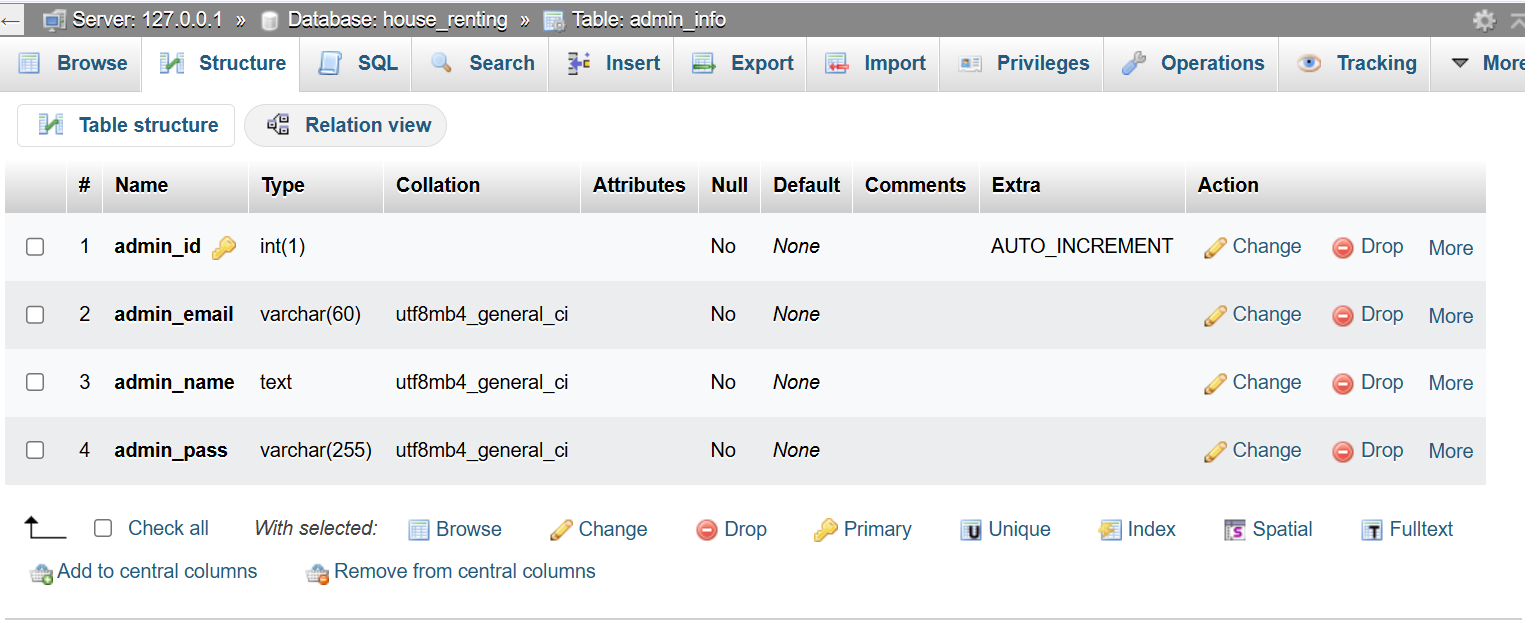 Server: 127.0.0.1 » Database: house_renting » Table: admin_info
Browse Structure SQL Search Insert Export Import Privileges Operations Tracking More
Table structure Relation view
# Name Type Collation Attributes Null Default Comments Extra Action
1 admin_id int(1) No None AUTO_INCREMENT Change Drop More
2 admin_email varchar(60) utf8mb4_general_ci No None Change Drop More
3 admin_name text utf8mb4_general_ci No None Change Drop More
4 admin_pass varchar(255) utf8mb4_general_ci No None Change Drop More
Check all With selected: Browse Change Drop Primary Unique Index Spatial Fulltext
Add to central columns Remove from central columns